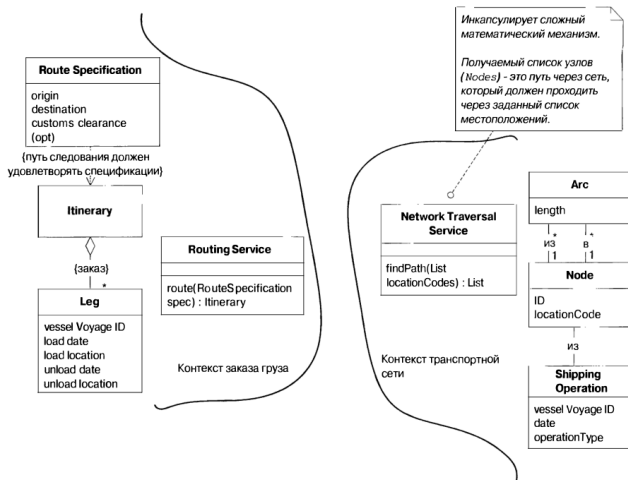 Инкапсулирует сложный
математический механизм.
Получаемый список узлов
(Nodes) - это путь через сеть,
который должен проходить
через заданный список
местоположений.
Route Specification
origin
destination
customs clearance
(opt)
{путь следования должен
удовлетворять спецификации}
Itinerary
{заказ}
*
Leg
vessel Voyage ID
load date
load location
unload date
unload location
Routing Service
route(RouteSpecification
spec) : Itinerary
Контекст заказа груза
Network Traversal
Service
findPath(List
locationCodes) : List
Контекст транспортной
сети
Arc
length
* *
из в
1 1
Node
ID
locationCode
из
Shipping
Operation
vessel Voyage ID
date
operationType